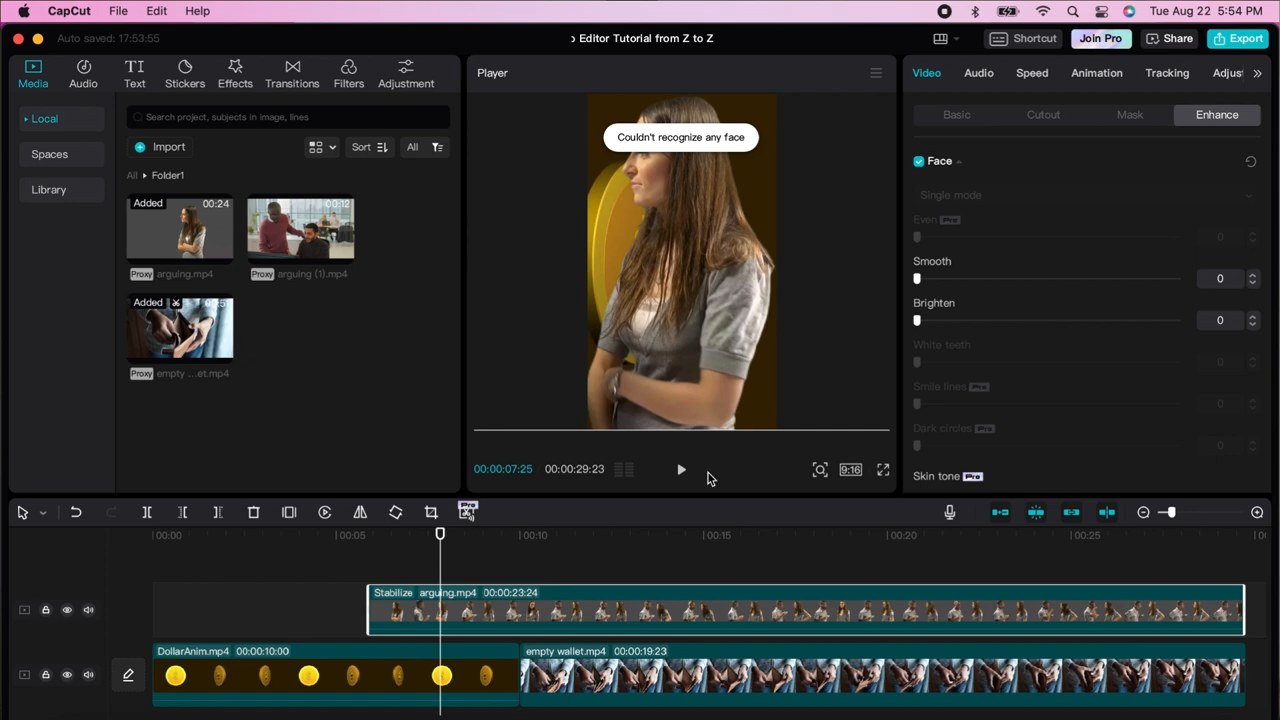 CapCut File Edit Help Tue Aug 22 5:54 PM
Auto saved: 17:53:55 Editor Tutorial from Z to Z Shortcut Join Pro Share Export
Media Audio Text Stickers Effects Transitions Filters Adjustment
Local
Spaces
Library
Search project, subjects in image, lines
Import Sort All
All Folder1
Added 00:24
00:12
Proxy arguing.mp4
Proxy arguing (1).mp4
Added
Proxy empty ...et.mp4
Player
Couldn't recognize any face
00:00:07:25 00:00:29:23 9:16
Video Audio Speed Animation Tracking Adjus
Basic Cutout Mask Enhance
Face
Single mode
Even Pro 0
Smooth
0
Brighten
0
White teeth
0
Smile lines Pro
0
Dark circles Pro
0
Skin tone Pro
Pro
00:00 00:05 00:10 00:15 00:20 00:25
Stabilize arguing.mp4 00:00:23:24
DollarAnim.mp4 00:00:10:00
empty wallet.mp4 00:00:19:23